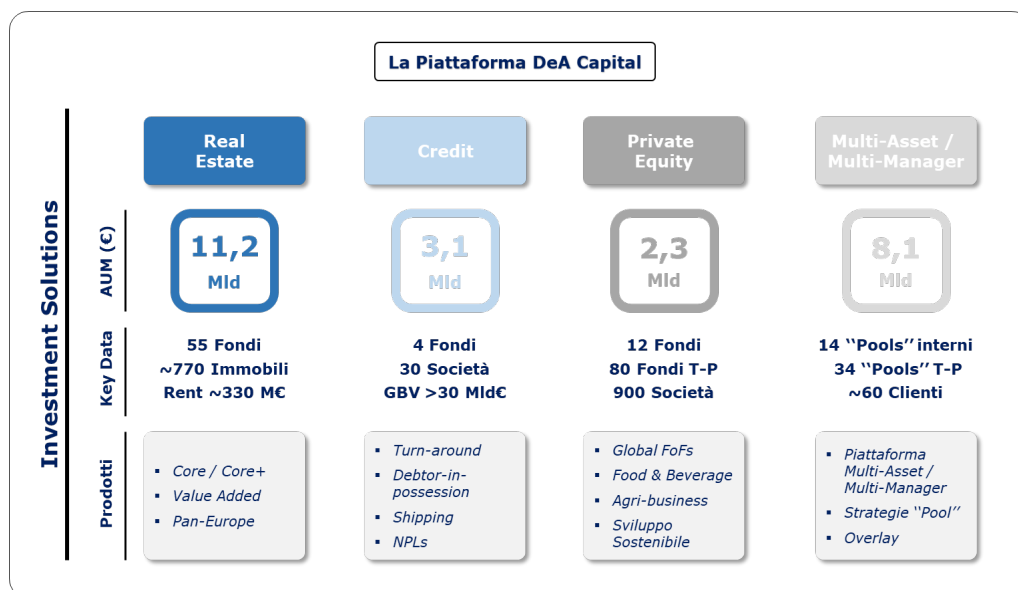 La Piattaforma DeA Capital
Investment Solutions
Real
Estate
Credit
Private
Equity
Multi-Asset /
Multi-Manager
AUM (€)
11,2
Mld
3,1
Mld
2,3
Mld
8,1
Mld
Key Data
55 Fondi
~770 Immobili
Rent ~330 M€
4 Fondi
30 Società
GBV >30 Mld€
12 Fondi
80 Fondi T-P
900 Società
14 "Pools" interni
34 "Pools" T-P
~60 Clienti
Prodotti
▪ Core / Core+
▪ Value Added
▪ Pan-Europe
▪ Turn-around
▪ Debtor-in-
possession
▪ Shipping
▪ NPLs
▪ Global FoFs
▪ Food & Beverage
▪ Agri-business
▪ Sviluppo
Sostenibile
▪ Piattaforma
Multi-Asset /
Multi-Manager
▪ Strategie "Pool"
▪ Overlay